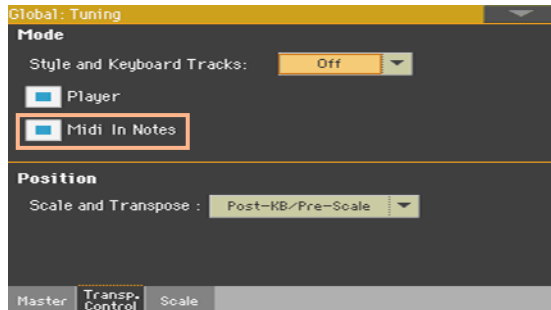 Global: Tuning
Mode
Style and Keyboard Tracks: Off
Player
Midi In Notes
Position
Scale and Transpose : Post-KB/Pre-Scale
Master Transp. Control Scale